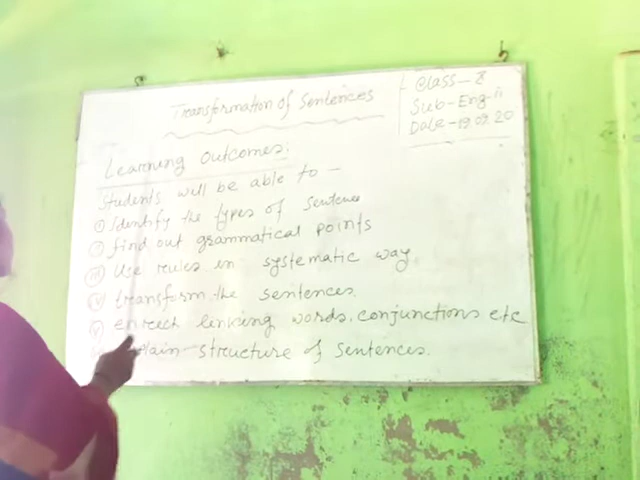 Transformation of Sentences
Class - 8
Sub - Eng - ii
Date - 19.09.20
Learning Outcomes:
Students will be able to —
(i) Identify the types of sentence
(ii) find out grammatical points
(iii) Use rules in systematic way
(iv) transform the sentences.
(v) enrich linking words, conjunctions etc
structure of sentences.